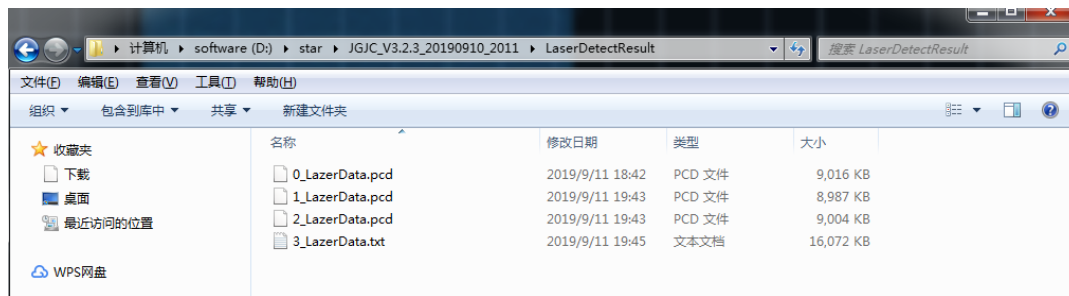 计算机 software (D:) star JGJC_V3.2.3_20190910_2011 LaserDetectResult 搜索 LaserDetectResult
文件(F) 编辑(E) 查看(V) 工具(T) 帮助(H)
组织 包含到库中 共享 新建文件夹
名称 修改日期 类型 大小
收藏夹
下载
桌面
最近访问的位置
WPS网盘
0_LazerData.pcd 2019/9/11 18:42 PCD 文件 9,016 KB
1_LazerData.pcd 2019/9/11 19:43 PCD 文件 8,987 KB
2_LazerData.pcd 2019/9/11 19:43 PCD 文件 9,004 KB
3_LazerData.txt 2019/9/11 19:45 文本文档 16,072 KB